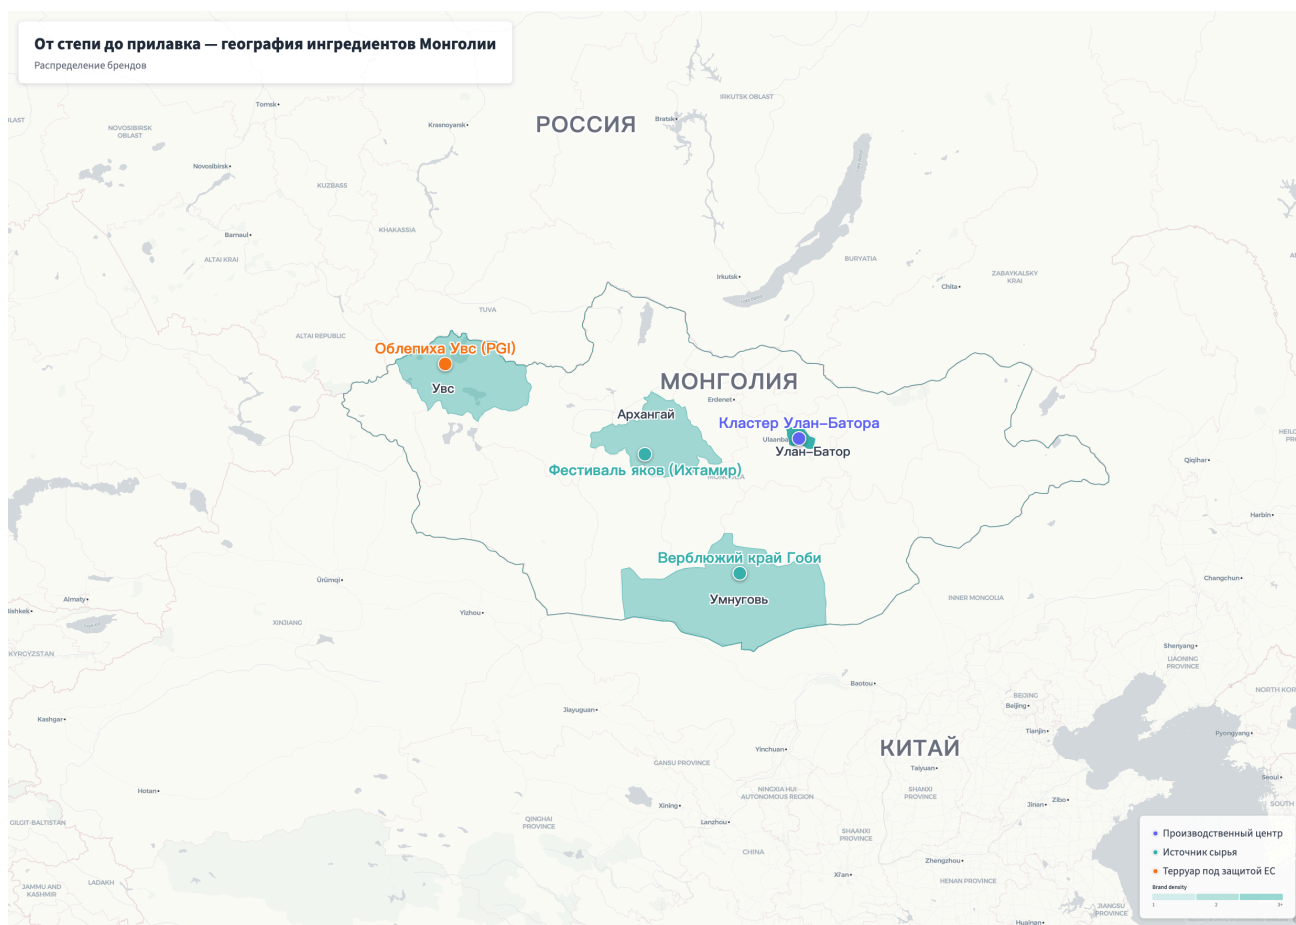 От степи до прилавка — география ингредиентов Монголии
Распределение брендов
LAST
NOVOSIBIRSK
OBLAST
Tomsk
Krasnoyarsk
РОССИЯ
Bratsk
IRKUTSK OBLAST
Novosibirsk
KUZBASS
Barnaul
KHAKASSIA
ALTAI KRAI
BURYATIA
Irkutsk
Chita
ZABAYKALSKY
KRAI
TUVA
ALTAI REPUBLIC
Облепиха Увс (PGI)
Увс
МОНГОЛИЯ
Erdenet
Архангай
Кластер Улан–Батора
Ulaanba
Улан–Батор
Фестиваль яков (Ихтамир)
Qiqihar
Harbin
Верблюжий край Гоби
Умнуговь
Ürümqi
Changchun
Almaty
INNER MONGOLIA
Bishkek
Yizhou
XINJIANG
KYRGYZSTAN
Shenyang
LIAONING
PROVINCE
Baotou
BEIJING
Beijing
NORTH KOR
Jiayuguan
Kashgar
Tianjin
Pyongyang
Yinchuan
КИТАЙ
GANSU PROVINCE
Taiyuan
Seoul
Hotan
NINGXIA HUI
AUTONOMOUS REGION
SHANXI
PROVINCE
Xining
Jinan
Zibo
SOUTH
GILGIT-BALTISTAN
QINGHAI
PROVINCE
Lanzhou
SHAANXI
PROVINCE
CHINA
Zhengzhou
Xi'an
HENAN PROVINCE
JAMMU AND
KASHMIR
LADAKH
JIANGSU
PROVINCE
Huainan
Производственный центр
Источник сырья
Терруар под защитой ЕС
Brand density
1
2
3+